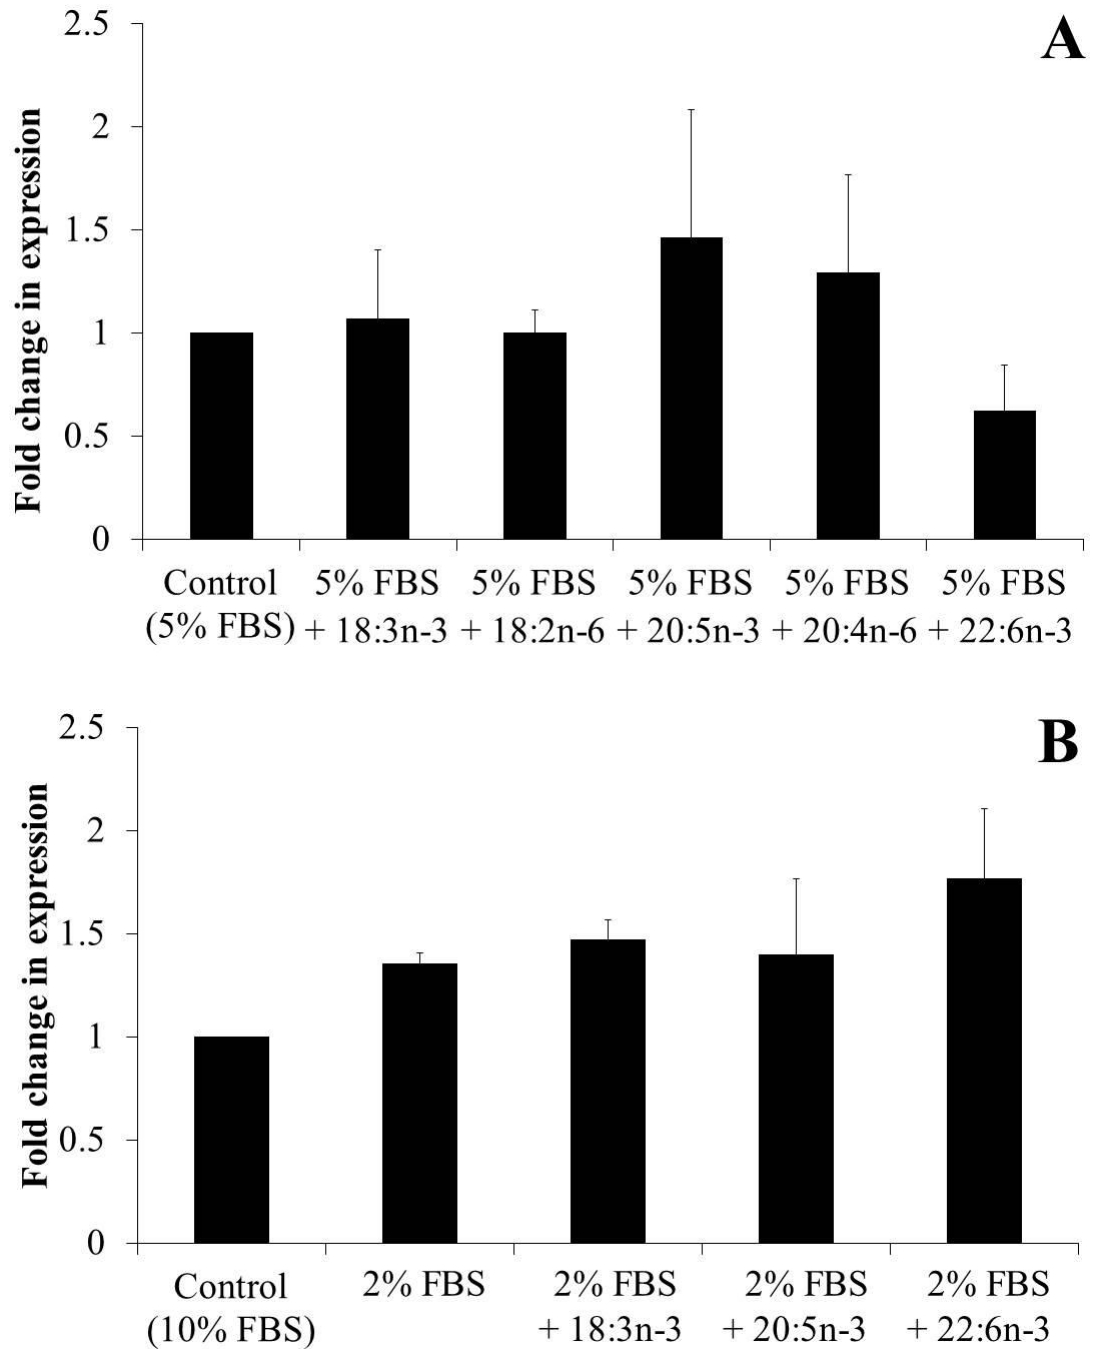 A
Fold change in expression
2.5
2
1.5
1
0.5
0
Control 5% FBS 5% FBS 5% FBS 5% FBS 5% FBS
(5% FBS) + 18:3n-3 + 18:2n-6 + 20:5n-3 + 20:4n-6 + 22:6n-3
B
Fold change in expression
2.5
2
1.5
1
0.5
0
Control 2% FBS 2% FBS 2% FBS 2% FBS
(10% FBS) + 18:3n-3 + 20:5n-3 + 22:6n-3